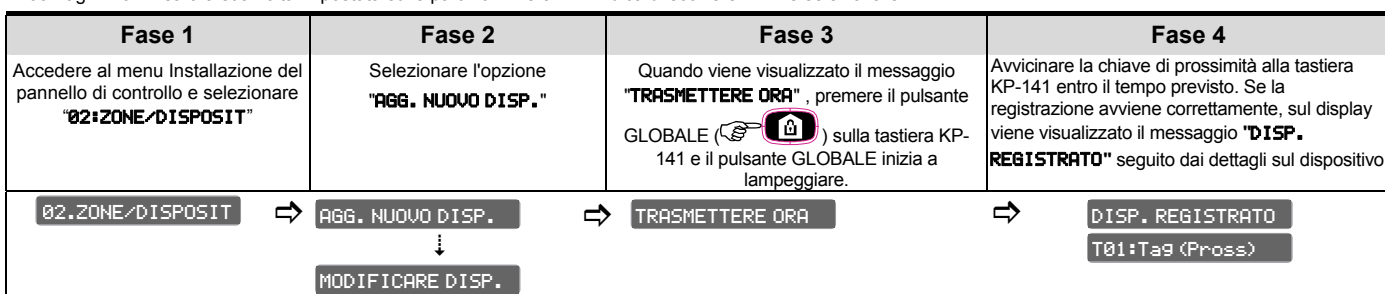 Fase 1
Fase 2
Fase 3
Fase 4
Accedere al menu Installazione del
pannello di controllo e selezionare
“02:ZONE/DISPOSIT”
Selezionare l'opzione
"AGG. NUOVO DISP."
Quando viene visualizzato il messaggio
"TRASMETTERE ORA" , premere il pulsante
GLOBALE ( ) sulla tastiera KP-
141 e il pulsante GLOBALE inizia a
lampeggiare.
Avvicinare la chiave di prossimità alla tastiera
KP-141 entro il tempo previsto. Se la
registrazione avviene correttamente, sul display
viene visualizzato il messaggio "DISP.
REGISTRATO" seguito dai dettagli sul dispositivo
02.ZONE/DISPOSIT
AGG. NUOVO DISP.
TRASMETTERE ORA
DISP. REGISTRATO
T01:Tag (Pross)
MODIFICARE DISP.